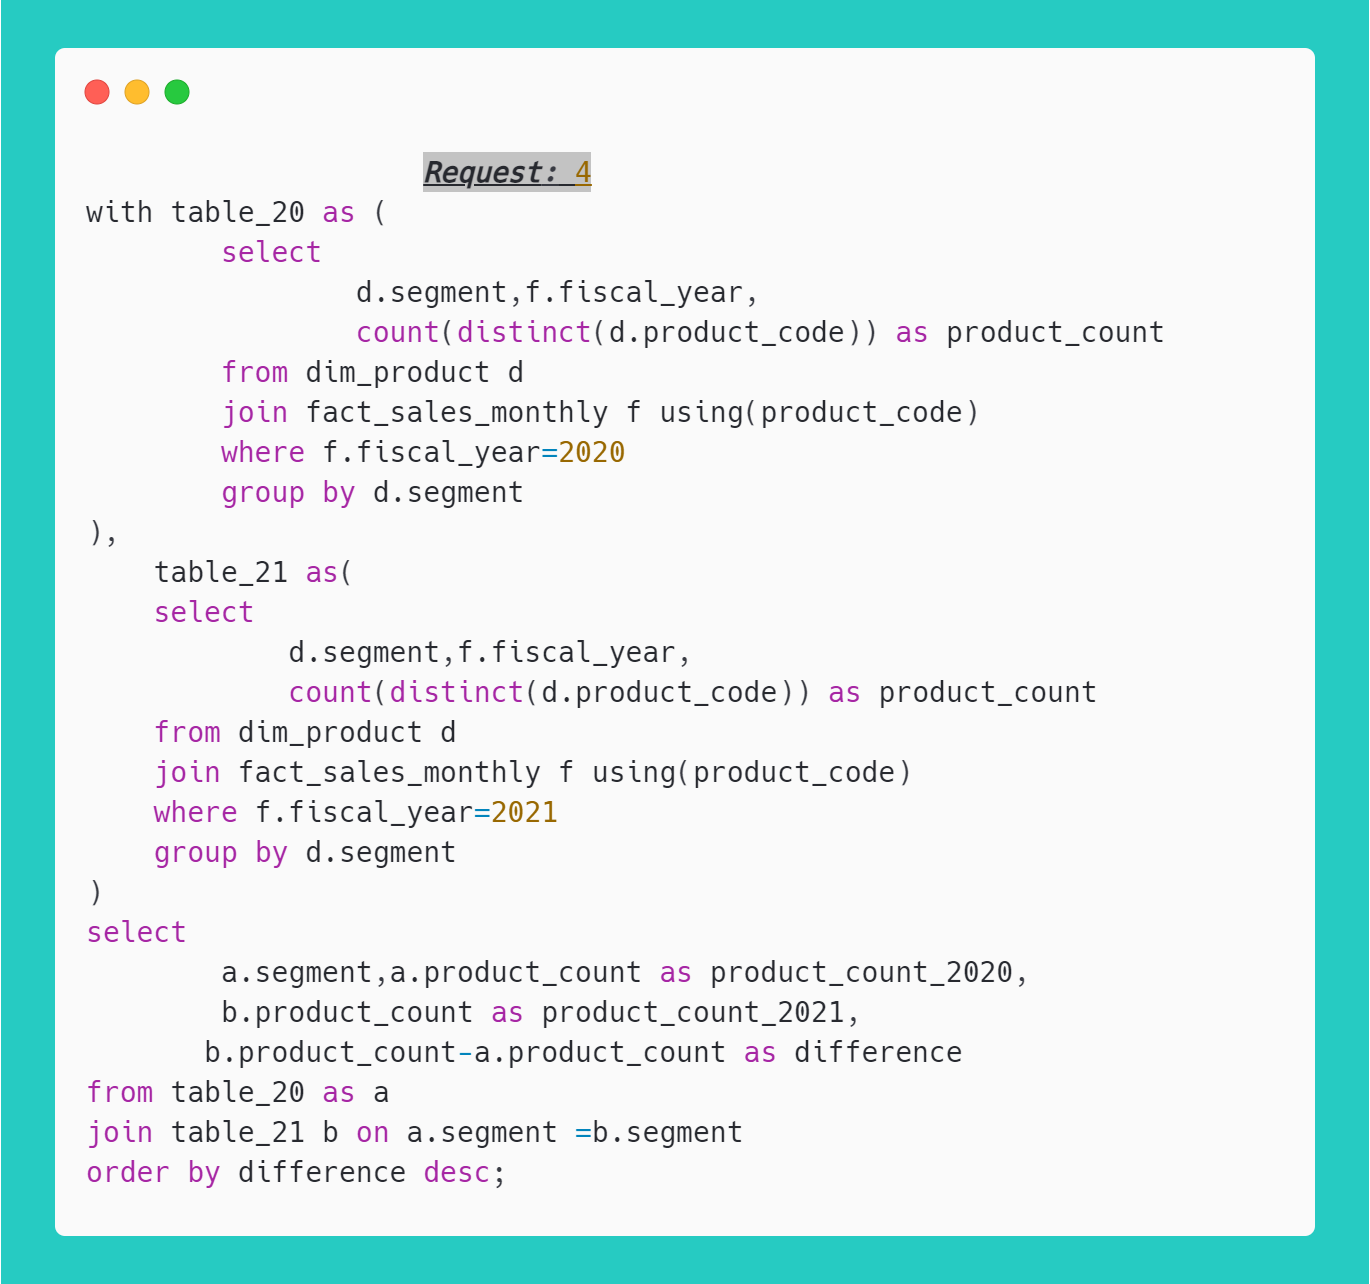 Request: 4
with table_20 as (
        select
                d.segment,f.fiscal_year,
                count(distinct(d.product_code)) as product_count
        from dim_product d
        join fact_sales_monthly f using(product_code)
        where f.fiscal_year=2020
        group by d.segment
),
    table_21 as(
    select
            d.segment,f.fiscal_year,
            count(distinct(d.product_code)) as product_count
    from dim_product d
    join fact_sales_monthly f using(product_code)
    where f.fiscal_year=2021
    group by d.segment
)
select
        a.segment,a.product_count as product_count_2020,
        b.product_count as product_count_2021,
       b.product_count-a.product_count as difference
from table_20 as a
join table_21 b on a.segment =b.segment
order by difference desc;